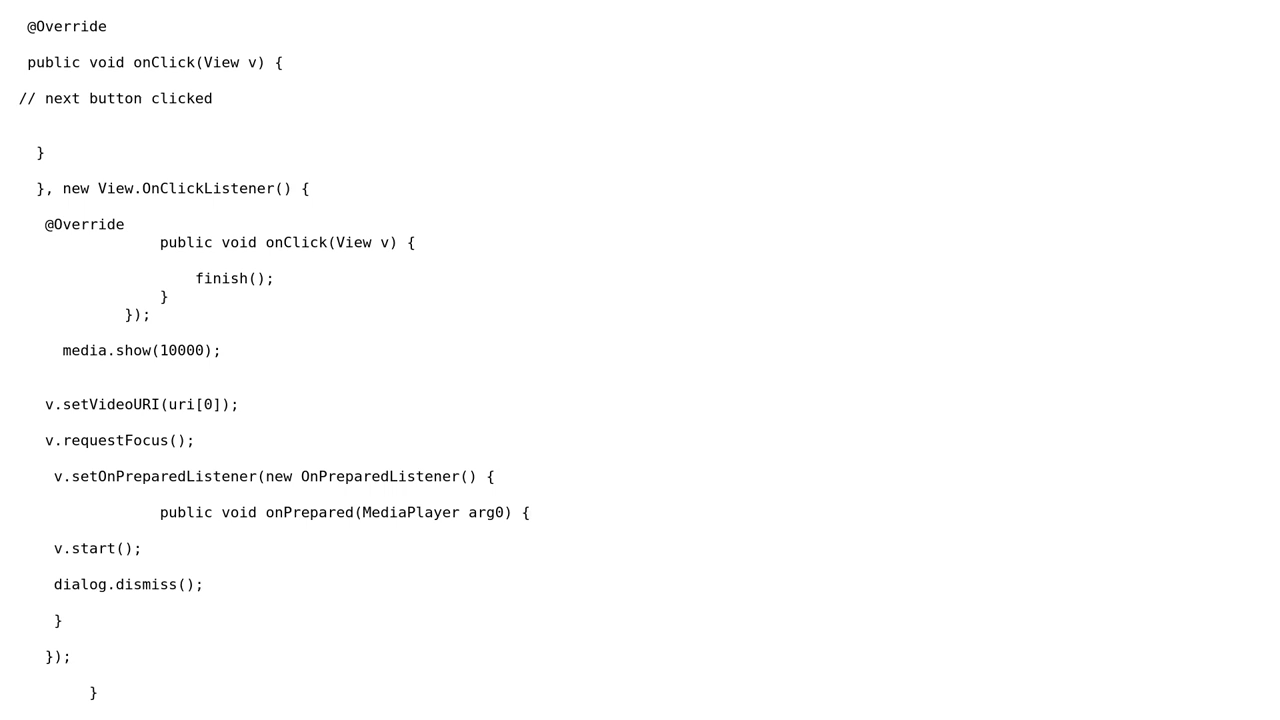 @Override
public void onClick(View v) {
// next button clicked
}
}, new View.OnClickListener() {
@Override
public void onClick(View v) {
finish();
}
});
media.show(10000);
v.setVideoURI(uri[0]);
v.requestFocus();
v.setOnPreparedListener(new OnPreparedListener() {
public void onPrepared(MediaPlayer arg0) {
v.start();
dialog.dismiss();
}
});
}